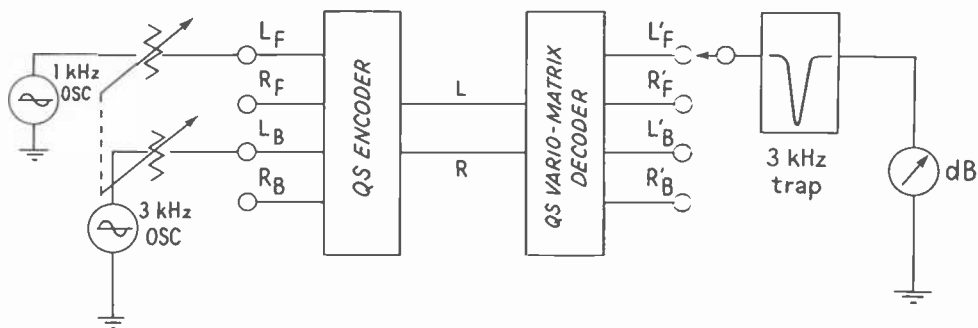 1 kHz
OSC
3 kHz
OSC
L_F
R_F
L_B
R_B
QS ENCODER
L
R
QS VARIO-MATRIX
DECODER
L'_F
R'_F
L'_B
R'_B
3 kHz
trap
dB